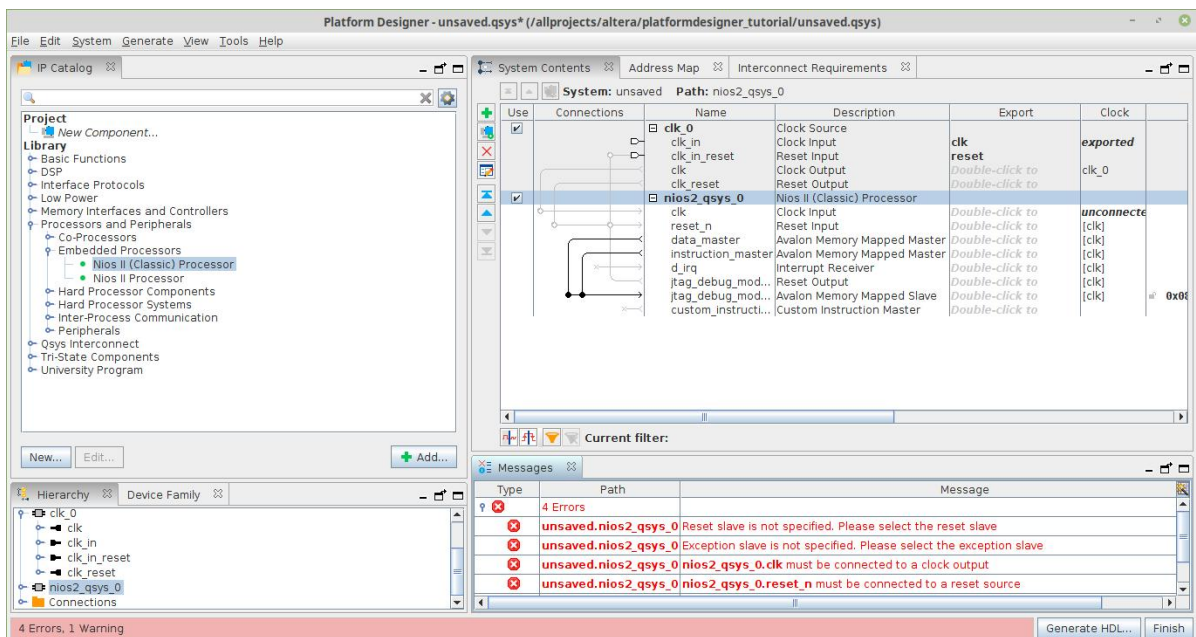 Platform Designer - unsaved.qsys* (/allprojects/altera/platformdesigner_tutorial/unsaved.qsys)
File Edit System Generate View Tools Help
IP Catalog
Project
New Component...
Library
Basic Functions
DSP
Interface Protocols
Low Power
Memory Interfaces and Controllers
Processors and Peripherals
Co-Processors
Embedded Processors
Nios II (Classic) Processor
Nios II Processor
Hard Processor Components
Hard Processor Systems
Inter-Process Communication
Peripherals
Qsys Interconnect
Tri-State Components
University Program
New... Edit... Add...
Hierarchy Device Family
clk_0
clk
clk_in
clk_in_reset
clk_reset
nios2_qsys_0
Connections
System Contents Address Map Interconnect Requirements
System: unsaved Path: nios2_qsys_0
Use Connections Name Description Export Clock
clk_0 Clock Source
clk_in Clock Input clk exported
clk_in_reset Reset Input reset
clk Clock Output Double-click to clk_0
clk_reset Reset Output Double-click to
nios2_qsys_0 Nios II (Classic) Processor
clk Clock Input Double-click to unconnecte
reset_n Reset Input Double-click to [clk]
data_master Avalon Memory Mapped Master Double-click to [clk]
instruction_master Avalon Memory Mapped Master Double-click to [clk]
d_irq Interrupt Receiver Double-click to [clk]
jtag_debug_mod... Reset Output Double-click to [clk]
jtag_debug_mod... Avalon Memory Mapped Slave Double-click to [clk] 0x08
custom_instructi... Custom Instruction Master Double-click to
Current filter:
Messages
Type Path Message
4 Errors
unsaved.nios2_qsys_0 Reset slave is not specified. Please select the reset slave
unsaved.nios2_qsys_0 Exception slave is not specified. Please select the exception slave
unsaved.nios2_qsys_0 nios2_qsys_0.clk must be connected to a clock output
unsaved.nios2_qsys_0 nios2_qsys_0.reset_n must be connected to a reset source
4 Errors, 1 Warning
Generate HDL... Finish